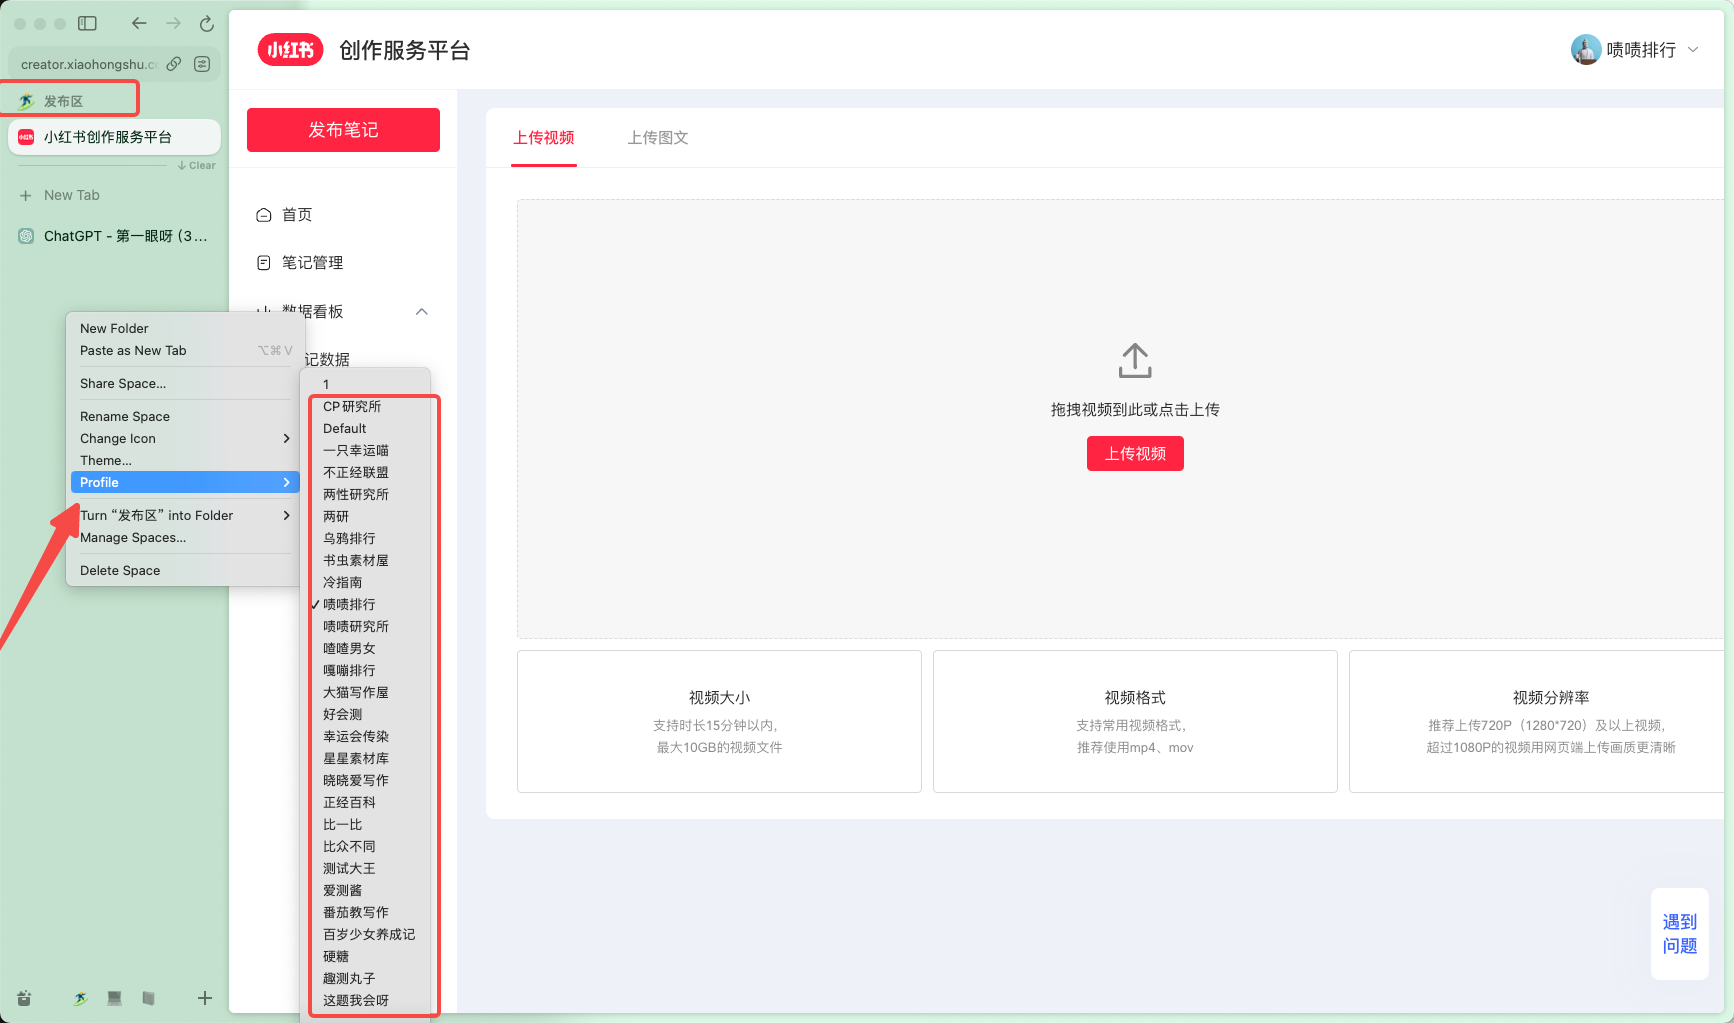 creator.xiaohongshu.c
发布区
小红书创作服务平台
Clear
New Tab
ChatGPT - 第一眼呀 (3...
New Folder
Paste as New Tab ⌥⌘V
Share Space...
Rename Space
Change Icon
Theme...
Profile
Turn “发布区” into Folder
Manage Spaces...
Delete Space
1
CP研究所
Default
一只幸运喵
不正经联盟
两性研究所
两研
乌鸦排行
书虫素材屋
冷指南
✓啧啧排行
啧啧研究所
喳喳男女
嘎嘣排行
大猫写作屋
好会测
幸运会传染
星星素材库
晓晓爱写作
正经百科
比一比
比众不同
测试大王
爱测酱
番茄教写作
百岁少女养成记
硬糖
趣测丸子
这题我会呀
小红书
创作服务平台
啧啧排行
发布笔记
首页
笔记管理
数据看板
记数据
上传视频
上传图文
拖拽视频到此或点击上传
上传视频
视频大小
支持时长15分钟以内,
最大10GB的视频文件
视频格式
支持常用视频格式,
推荐使用mp4、mov
视频分辨率
推荐上传720P（1280*720）及以上视频,
超过1080P的视频用网页端上传画质更清晰
遇到
问题